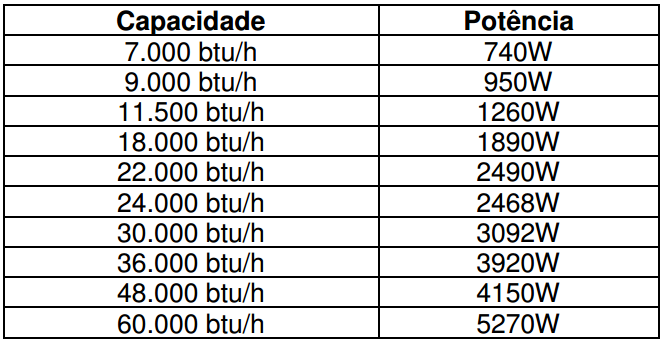 Capacidade Potência
7.000 btu/h 740W
9.000 btu/h 950W
11.500 btu/h 1260W
18.000 btu/h 1890W
22.000 btu/h 2490W
24.000 btu/h 2468W
30.000 btu/h 3092W
36.000 btu/h 3920W
48.000 btu/h 4150W
60.000 btu/h 5270W